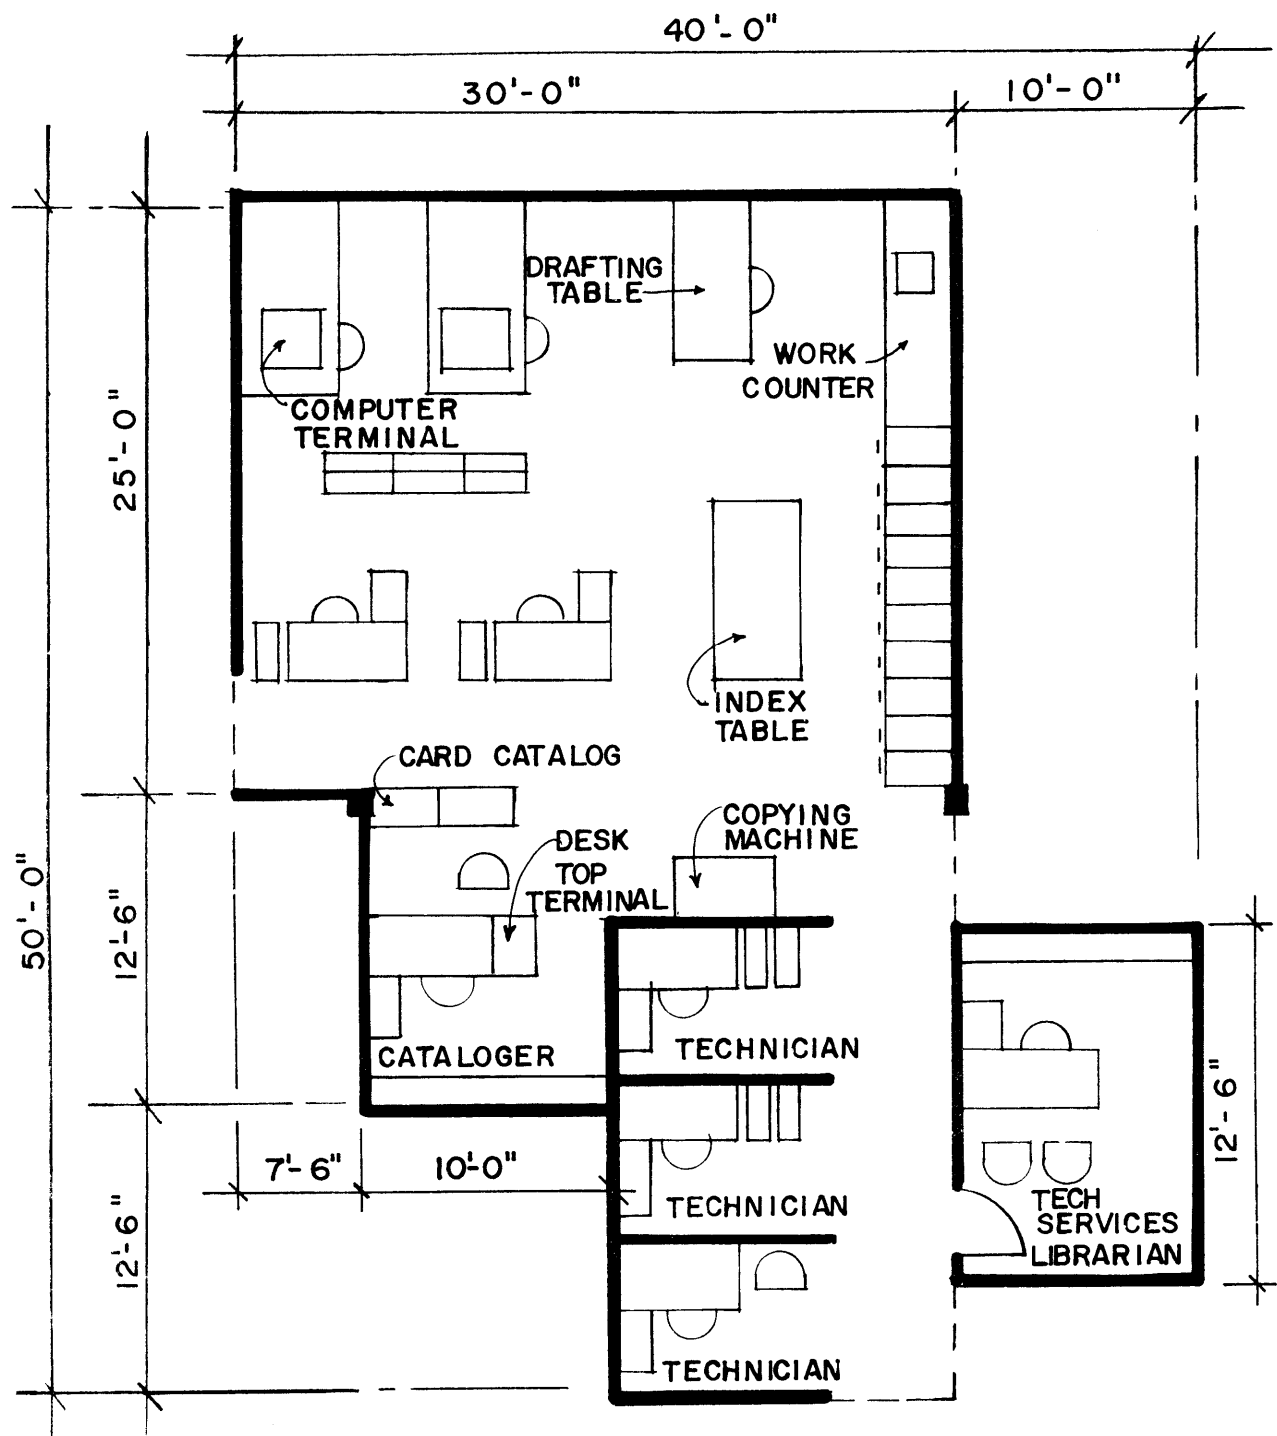 40'-0"
30'-0"
10'-0"
DRAFTING
TABLE
WORK
COUNTER
COMPUTER
TERMINAL
25'-0"
INDEX
TABLE
CARD CATALOG
COPYING
MACHINE
DESK
TOP
TERMINAL
50'-0"
12'-6"
CATALOGER
TECHNICIAN
12'-6"
7'-6"
10'-0"
TECHNICIAN
TECH
SERVICES
LIBRARIAN
12'-6"
TECHNICIAN